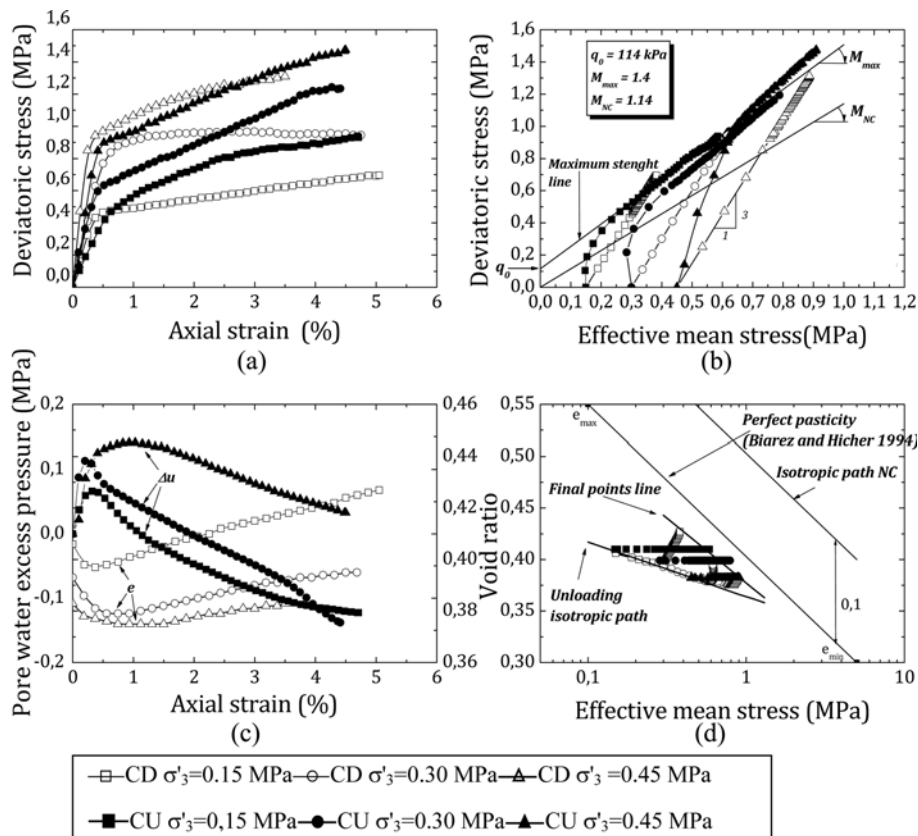 Deviatoric stress (MPa)
1,6
1,4
1,2
1,0
0,8
0,6
0,4
0,2
0,0
0 1 2 3 4 5 6
Axial strain (%)
(a)
Deviatoric stress (MPa)
1,6
1,4
1,2
1,0
0,8
0,6
0,4
0,2
0,0
q0 = 114 kPa
Mmax = 1.4
MNC = 1.14
Mmax
MNC
Maximum stenght
line
3
1
q0
0,0 0,1 0,2 0,3 0,4 0,5 0,6 0,7 0,8 0,9 1,0 1,1 1,2
Effective mean stress(MPa)
(b)
Pore water excess pressure (MPa)
0,2
0,1
0,0
-0,1
-0,2
Δu
e
0,46
0,44
0,42
0,40
0,38
0,36
0 1 2 3 4 5 6
Axial strain (%)
(c)
Void ratio
0,55
0,50
0,45
0,40
0,35
0,30
emax
Perfect pasticity
(Biarez and Hicher 1994)
Isotropic path NC
Final points line
Unloading
isotropic path
0,1
emin
0,1 1 10
Effective mean stress (MPa)
(d)
CD σ'3=0.15 MPa CD σ'3=0.30 MPa CD σ'3 =0.45 MPa
CU σ'3=0,15 MPa CU σ'3=0.30 MPa CU σ'3=0.45 MPa